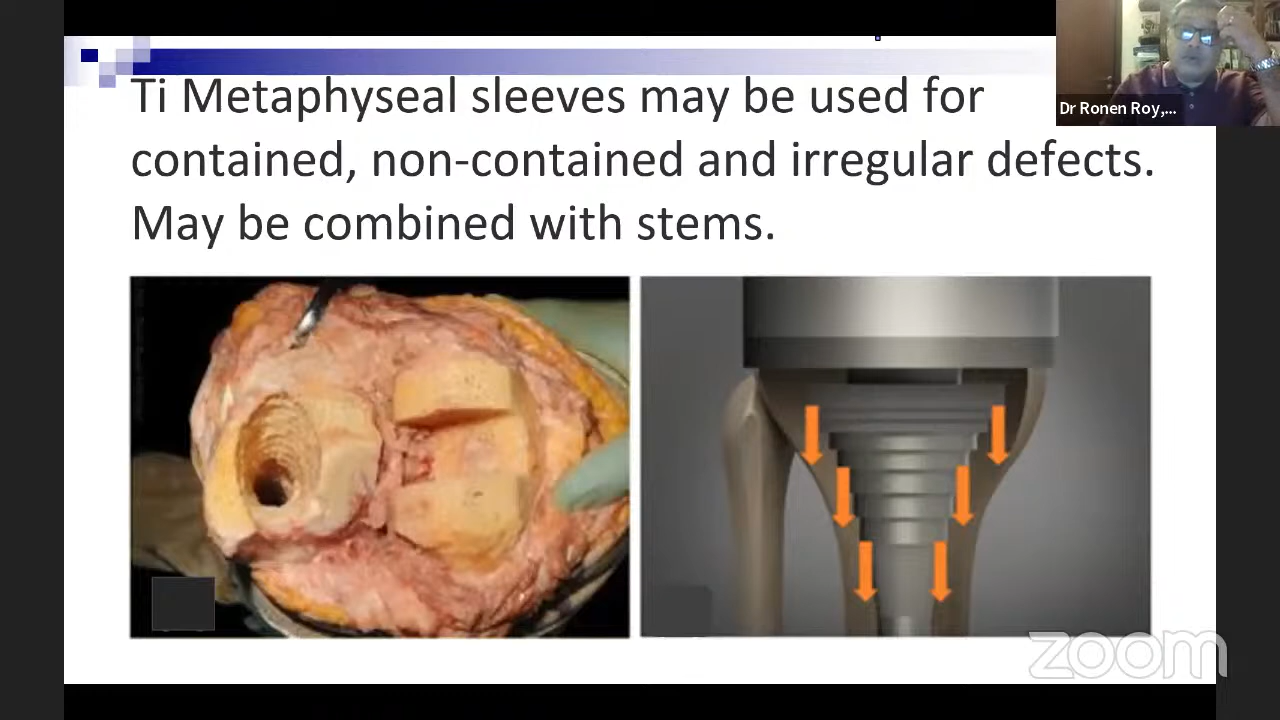 Ti Metaphyseal sleeves may be used for
contained, non-contained and irregular defects.
May be combined with stems.
Dr Ronen Roy,...
zoom